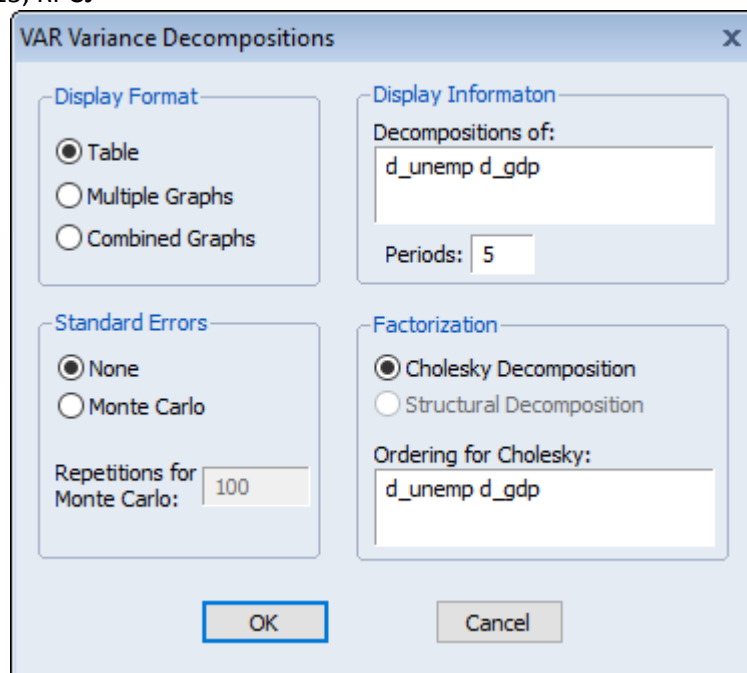 VAR Variance Decompositions x
Display Format
Table
Multiple Graphs
Combined Graphs
Display Informaton
Decompositions of:
d_unemp d_gdp
Periods: 5
Standard Errors
None
Monte Carlo
Repetitions for
Monte Carlo: 100
Factorization
Cholesky Decomposition
Structural Decomposition
Ordering for Cholesky:
d_unemp d_gdp
OK Cancel